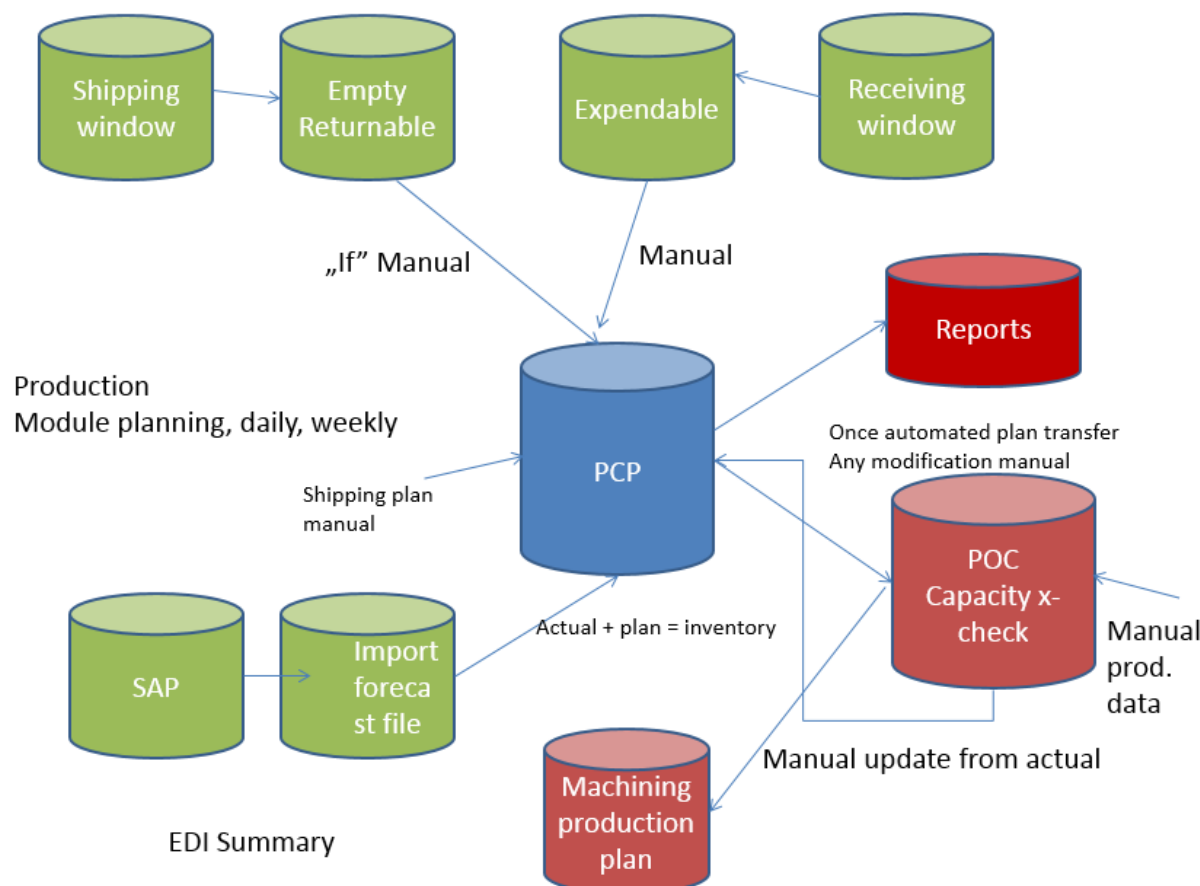 Shipping
window
Empty
Returnable
Expendable
Receiving
window
„If” Manual
Manual
Reports
Production
Module planning, daily, weekly
Once automated plan transfer
Any modification manual
PCP
Shipping plan
manual
POC
Capacity x-
check
Actual + plan = inventory
Manual
prod.
data
SAP
Import
foreca
st file
Manual update from actual
Machining
production
plan
EDI Summary